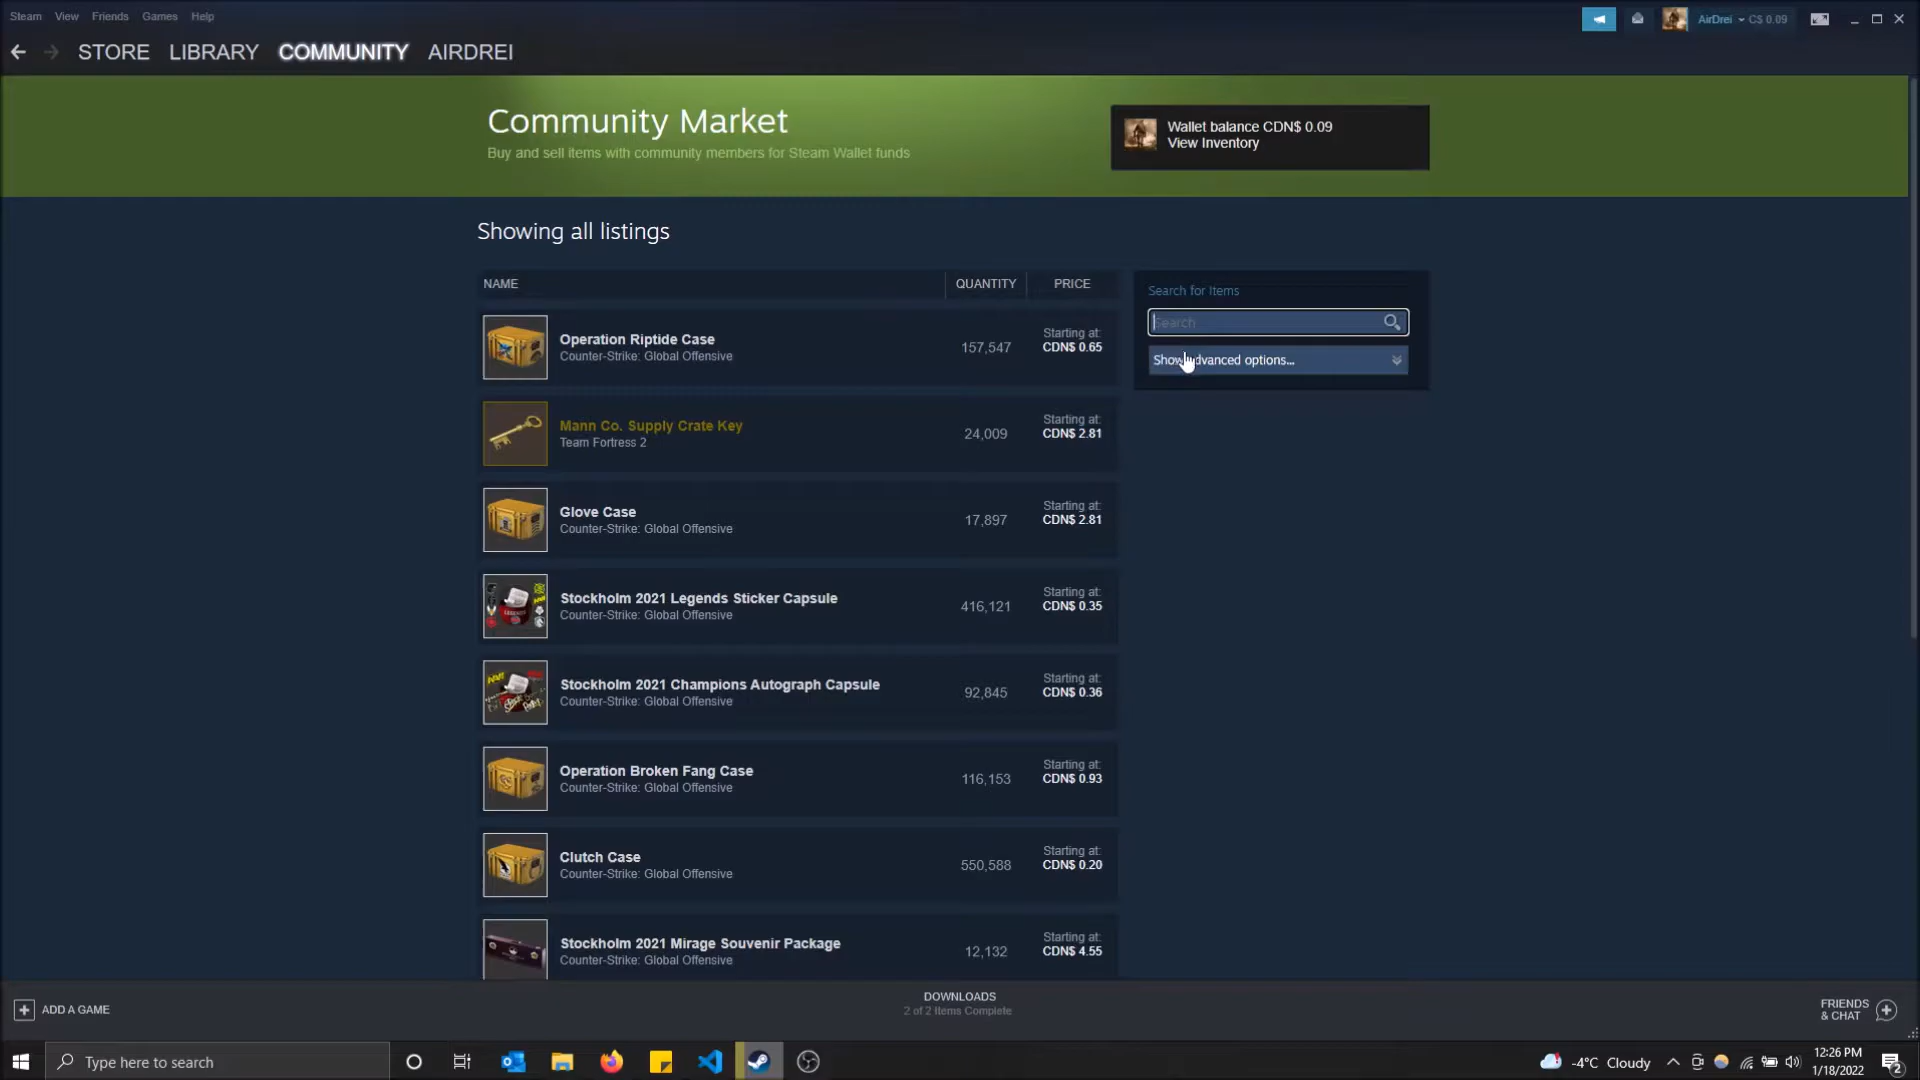 Steam View Friends Games Help
AirDrei C$ 0.09
STORE LIBRARY COMMUNITY AIRDREI
Community Market
Buy and sell items with community members for Steam Wallet funds
Wallet balance CDN$ 0.09
View Inventory
Showing all listings
NAME QUANTITY PRICE
Search for Items
Search
Show advanced options...
Operation Riptide Case
Counter-Strike: Global Offensive
157,547
Starting at:
CDN$ 0.65
Mann Co. Supply Crate Key
Team Fortress 2
24,009
Starting at:
CDN$ 2.81
Glove Case
Counter-Strike: Global Offensive
17,897
Starting at:
CDN$ 2.81
Stockholm 2021 Legends Sticker Capsule
Counter-Strike: Global Offensive
416,121
Starting at:
CDN$ 0.35
Stockholm 2021 Champions Autograph Capsule
Counter-Strike: Global Offensive
92,845
Starting at:
CDN$ 0.36
Operation Broken Fang Case
Counter-Strike: Global Offensive
116,153
Starting at:
CDN$ 0.93
Clutch Case
Counter-Strike: Global Offensive
550,588
Starting at:
CDN$ 0.20
Stockholm 2021 Mirage Souvenir Package
Counter-Strike: Global Offensive
12,132
Starting at:
CDN$ 4.55
ADD A GAME
DOWNLOADS
2 of 2 Items Complete
FRIENDS
& CHAT
Type here to search
-4°C Cloudy
12:26 PM
1/18/2022
2